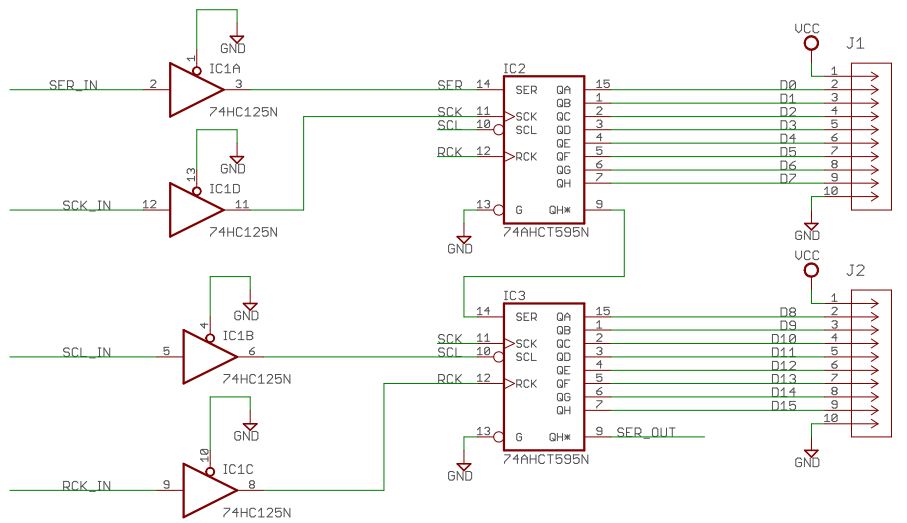 VCC
J1
GND
1
IC1A
SER_IN
2
3
74HC125N
IC2
SER
14
SER
QA
15
D0
1
2
QB
1
D1
3
SCK
11
SCK
QC
2
D2
4
SCL
10
SCL
QD
3
D3
5
QE
4
D4
6
RCK
12
RCK
QF
5
D5
7
QG
6
D6
8
QH
7
D7
9
10
13
G
QH*
9
GND
74AHCT595N
GND
GND
13
IC1D
SCK_IN
12
11
74HC125N
VCC
J2
GND
4
IC1B
SCL_IN
5
6
74HC125N
IC3
14
SER
QA
15
D8
1
2
QB
1
D9
3
SCK
11
SCK
QC
2
D10
4
SCL
10
SCL
QD
3
D11
5
QE
4
D12
6
RCK
12
RCK
QF
5
D13
7
QG
6
D14
8
QH
7
D15
9
10
13
G
QH*
9
SER_OUT
GND
74AHCT595N
GND
GND
10
IC1C
RCK_IN
9
8
74HC125N